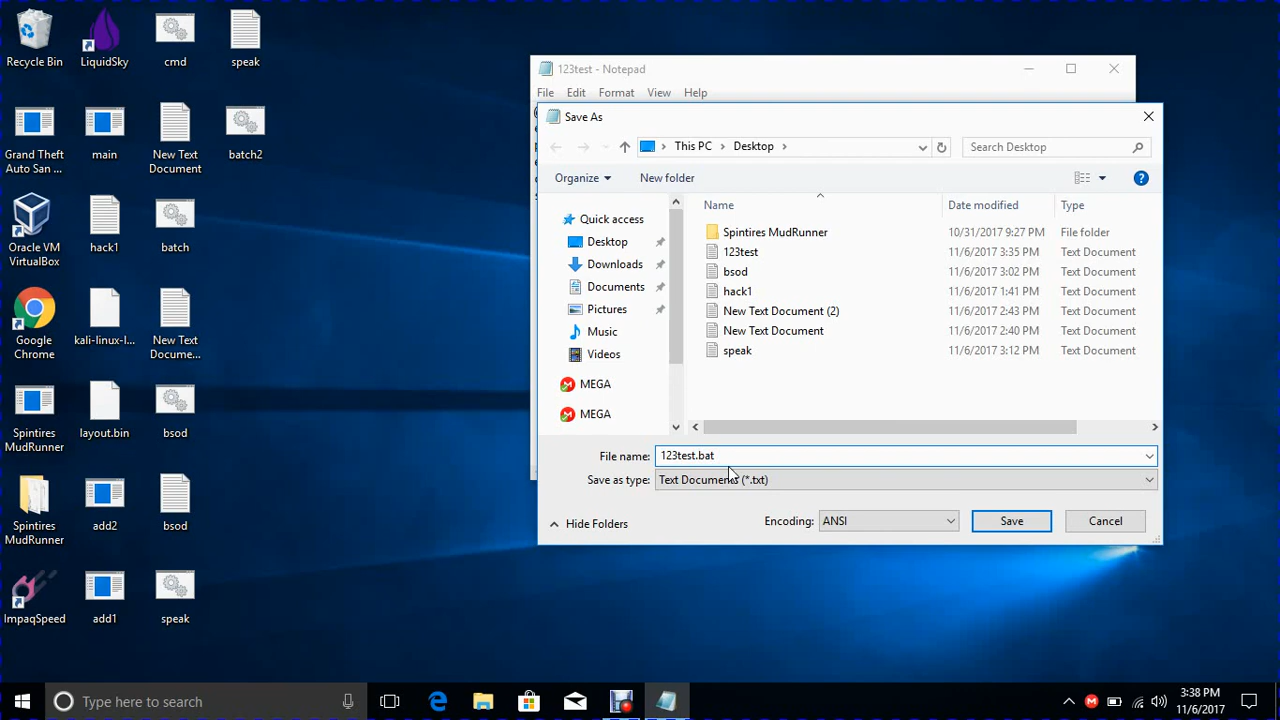 Recycle Bin
LiquidSky
cmd
speak
Grand Theft
Auto San ...
main
New Text
Document
batch2
Oracle VM
VirtualBox
hack1
batch
Google
Chrome
kali-linux-l...
New Text
Docume...
Spintires
MudRunner
layout.bin
bsod
Spintires
MudRunner
add2
bsod
ImpaqSpeed
add1
speak
123test - Notepad
File Edit Format View Help
Save As
This PC > Desktop >
Search Desktop
Organize
New folder
Quick access
Desktop
Downloads
Documents
Pictures
Music
Videos
MEGA
MEGA
Name Date modified Type
Spintires MudRunner 10/31/2017 9:27 PM File folder
123test 11/6/2017 3:35 PM Text Document
bsod 11/6/2017 3:02 PM Text Document
hack1 11/6/2017 1:41 PM Text Document
New Text Document (2) 11/6/2017 2:43 PM Text Document
New Text Document 11/6/2017 2:40 PM Text Document
speak 11/6/2017 3:12 PM Text Document
File name: 123test.bat
type: Text (*.txt)
Hide Folders
Encoding: ANSI
Save
Cancel
Type here to search
3:38 PM
11/6/2017